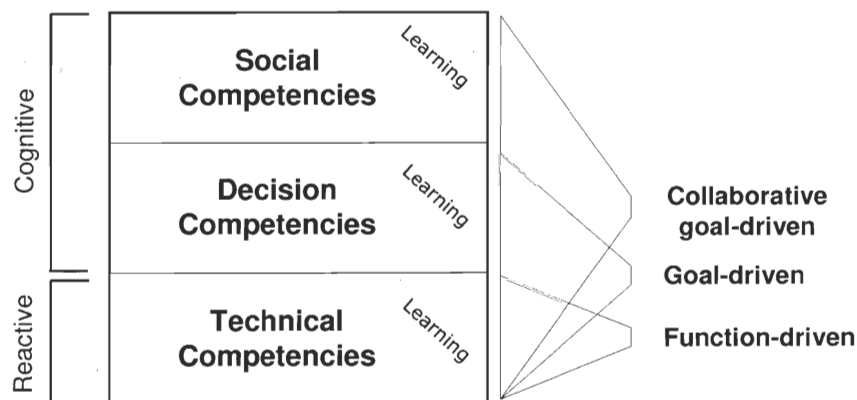 Cognitive
Reactive
Social
Competencies
Learning
Decision
Competencies
Learning
Technical
Competencies
Learning
Collaborative
goal-driven
Goal-driven
Function-driven